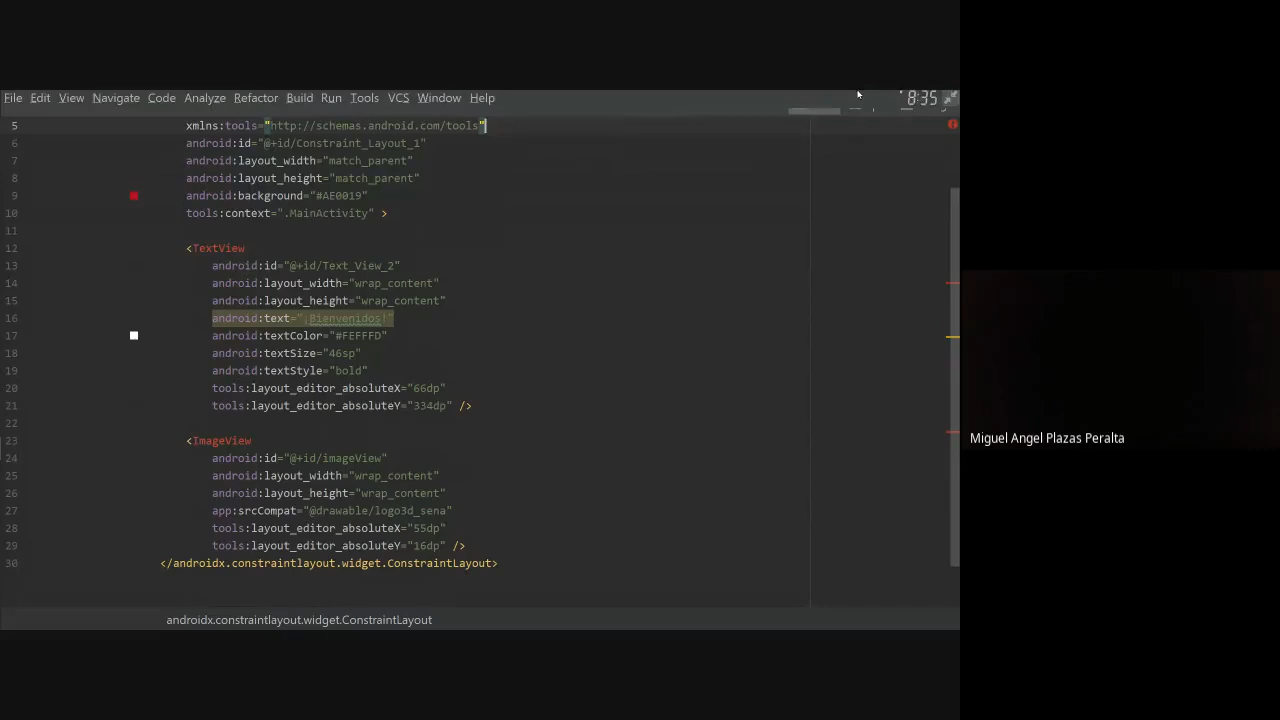 File Edit View Navigate Code Analyze Refactor Build Run Tools VCS Window Help 8:35
5 xmlns:tools="http://schemas.android.com/tools"
6 android:id="@+id/Constraint_Layout_1"
7 android:layout_width="match_parent"
8 android:layout_height="match_parent"
9 android:background="#AE0019"
10 tools:context=".MainActivity" >
11
12 <TextView
13 android:id="@+id/Text_View_2"
14 android:layout_width="wrap_content"
15 android:layout_height="wrap_content"
16 android:text="¡Bienvenidos!"
17 android:textColor="#FEFFFD"
18 android:textSize="46sp"
19 android:textStyle="bold"
20 tools:layout_editor_absoluteX="66dp"
21 tools:layout_editor_absoluteY="334dp" />
22
23 <ImageView
24 android:id="@+id/imageView"
25 android:layout_width="wrap_content"
26 android:layout_height="wrap_content"
27 app:srcCompat="@drawable/logo3d_sena"
28 tools:layout_editor_absoluteX="55dp"
29 tools:layout_editor_absoluteY="16dp" />
30 </androidx.constraintlayout.widget.ConstraintLayout>
androidx.constraintlayout.widget.ConstraintLayout
Miguel Angel Plazas Peralta